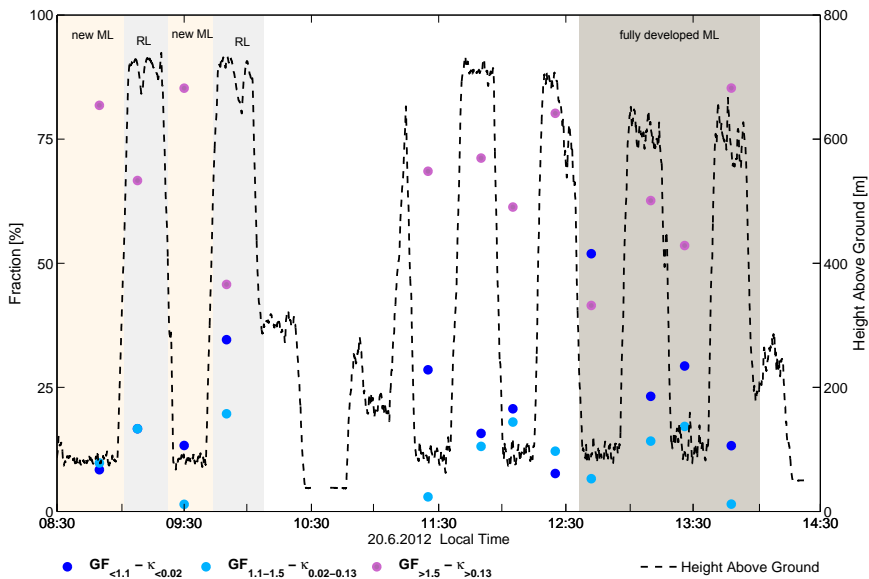 100 800
new ML RL new ML RL fully developed ML
75 600
Fraction [%]
50 400
Height Above Ground [m]
25 200
0 0
08:30 09:30 10:30 11:30 12:30 13:30 14:30
20.6.2012 Local Time
GF<1.1 − κ<0.02 GF1.1−1.5 − κ0.02−0.13 GF>1.5 − κ>0.13 Height Above Ground